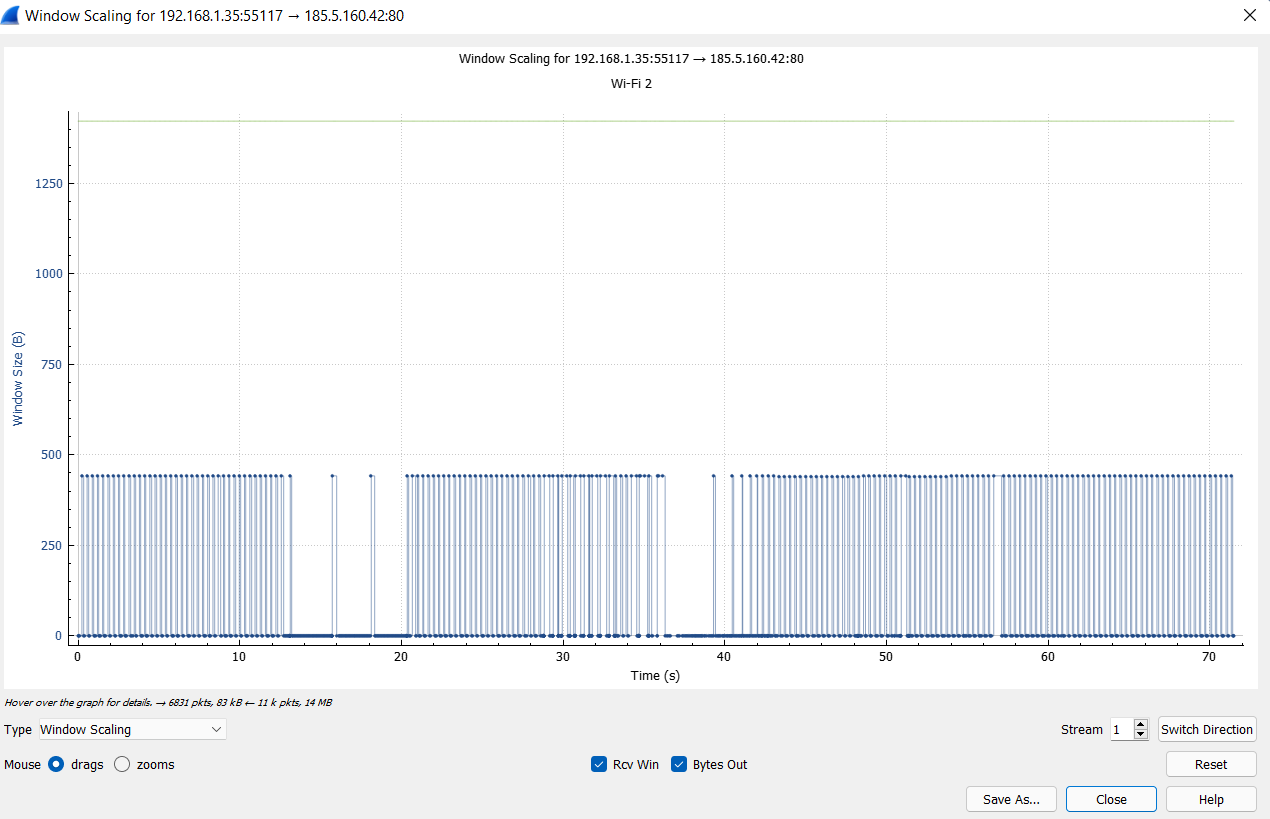 Window Scaling for 192.168.1.35:55117 → 185.5.160.42:80
Window Scaling for 192.168.1.35:55117 → 185.5.160.42:80
Wi-Fi 2
Window Size (B)
1250
1000
750
500
250
0
0 10 20 30 40 50 60 70
Time (s)
Hover over the graph for details. → 6831 pkts, 83 kB ← 11 k pkts, 14 MB
Type Window Scaling Stream 1 Switch Direction
Mouse drags zooms Rcv Win Bytes Out Reset
Save As... Close Help